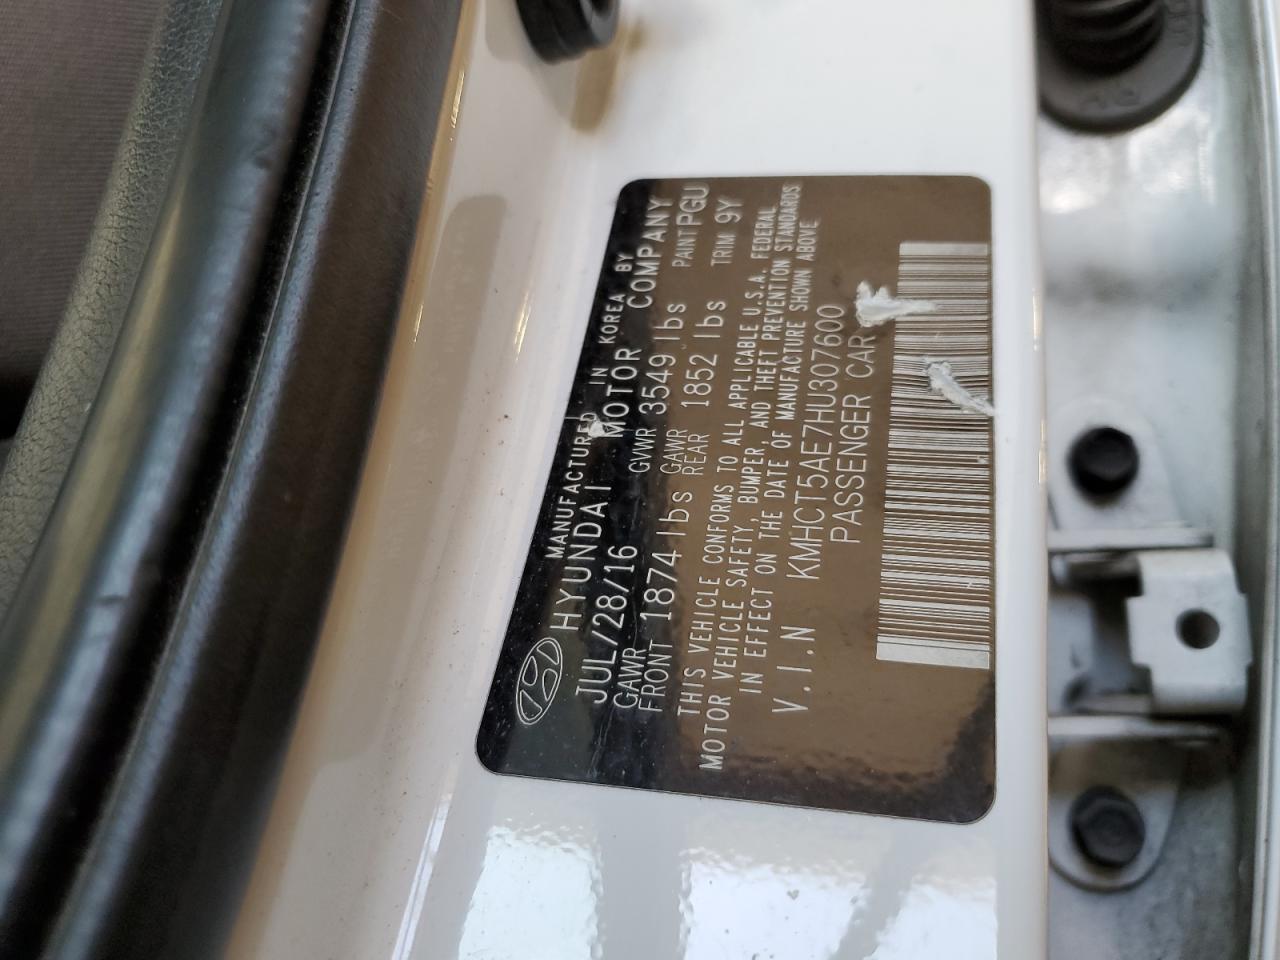 MANUFACTURED IN KOREA BY
HYUNDAI MOTOR COMPANY
JUL/28/16 GVWR 3549 lbs PAINT PGU
GAWR FRONT 1874 lbs GAWR REAR 1852 lbs TRIM 9Y
THIS VEHICLE CONFORMS TO ALL APPLICABLE U.S.A. FEDERAL
MOTOR VEHICLE SAFETY, BUMPER, AND THEFT PREVENTION STANDARDS
IN EFFECT ON THE DATE OF MANUFACTURE SHOWN ABOVE
V.I.N KMHCT5AE7HU307600
PASSENGER CAR